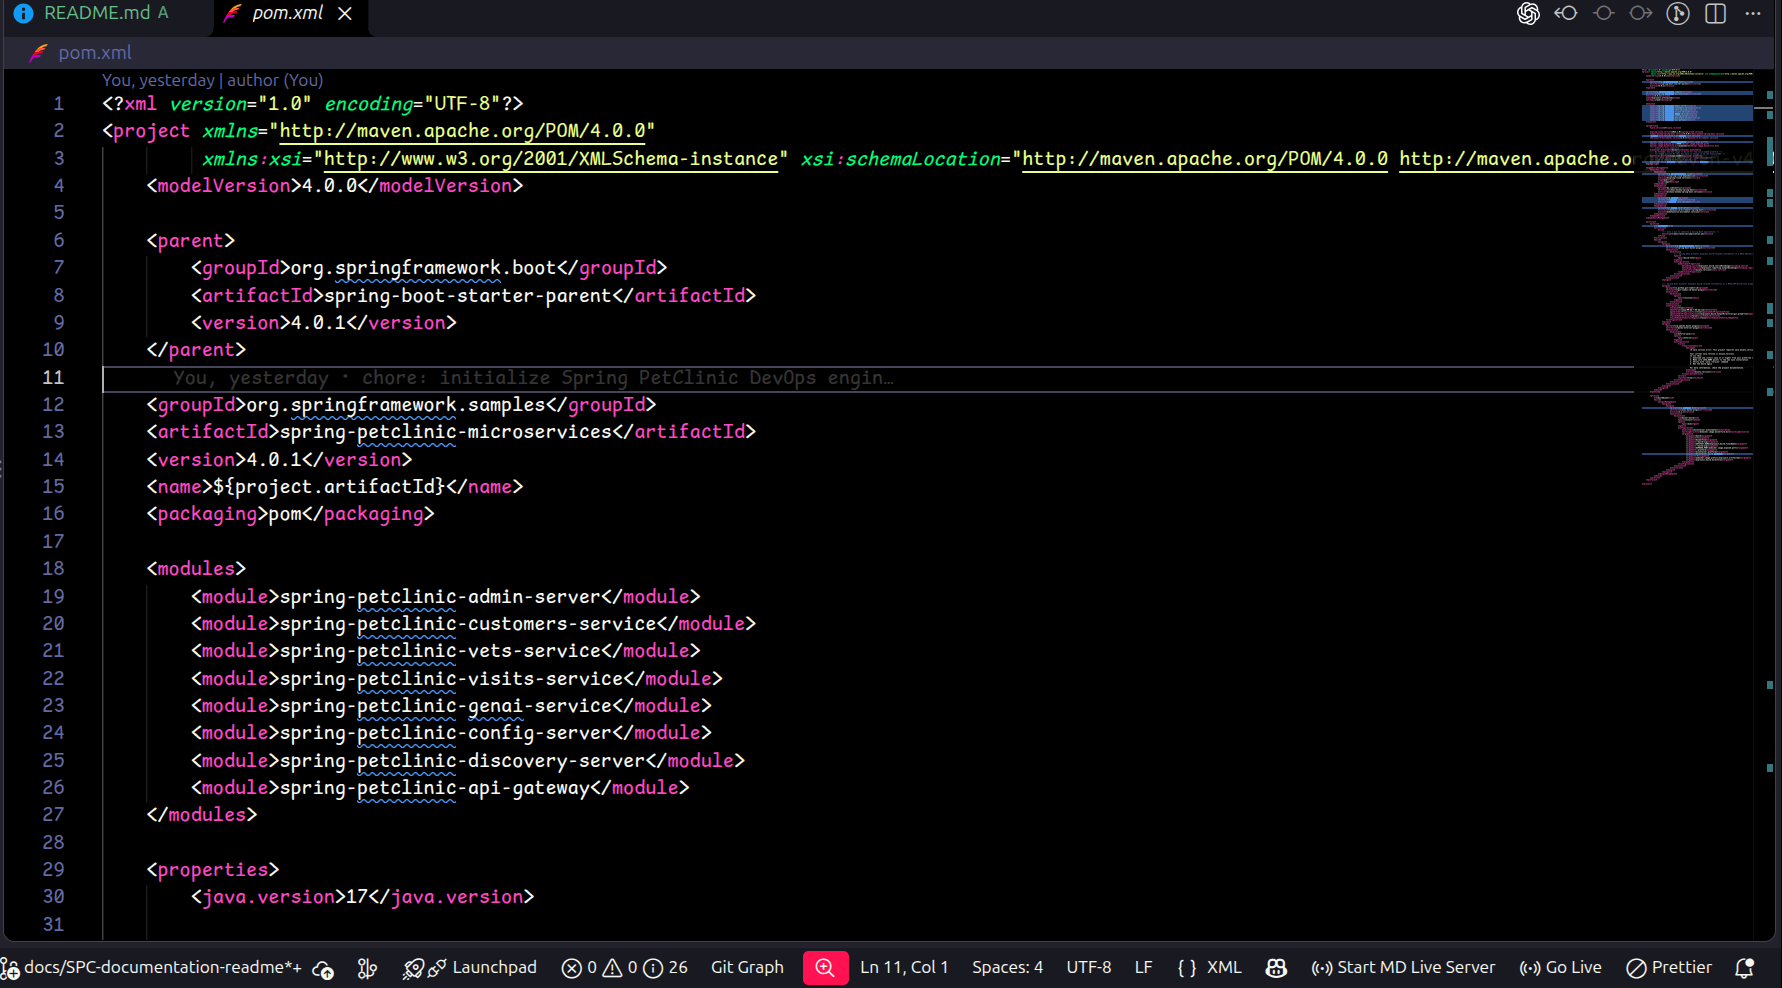 README.md A
pom.xml
pom.xml
You, yesterday | author (You)
1 <?xml version="1.0" encoding="UTF-8"?>
2 <project xmlns="http://maven.apache.org/POM/4.0.0"
3 xmlns:xsi="http://www.w3.org/2001/XMLSchema-instance" xsi:schemaLocation="http://maven.apache.org/POM/4.0.0 http://maven.apache.o
4 <modelVersion>4.0.0</modelVersion>
5
6 <parent>
7 <groupId>org.springframework.boot</groupId>
8 <artifactId>spring-boot-starter-parent</artifactId>
9 <version>4.0.1</version>
10 </parent>
11 You, yesterday · chore: initialize Spring PetClinic DevOps engin…
12 <groupId>org.springframework.samples</groupId>
13 <artifactId>spring-petclinic-microservices</artifactId>
14 <version>4.0.1</version>
15 <name>${project.artifactId}</name>
16 <packaging>pom</packaging>
17
18 <modules>
19 <module>spring-petclinic-admin-server</module>
20 <module>spring-petclinic-customers-service</module>
21 <module>spring-petclinic-vets-service</module>
22 <module>spring-petclinic-visits-service</module>
23 <module>spring-petclinic-genai-service</module>
24 <module>spring-petclinic-config-server</module>
25 <module>spring-petclinic-discovery-server</module>
26 <module>spring-petclinic-api-gateway</module>
27 </modules>
28
29 <properties>
30 <java.version>17</java.version>
31
docs/SPC-documentation-readme*+ Launchpad 0 0 26 Git Graph Ln 11, Col 1 Spaces: 4 UTF-8 LF { } XML Start MD Live Server Go Live Prettier